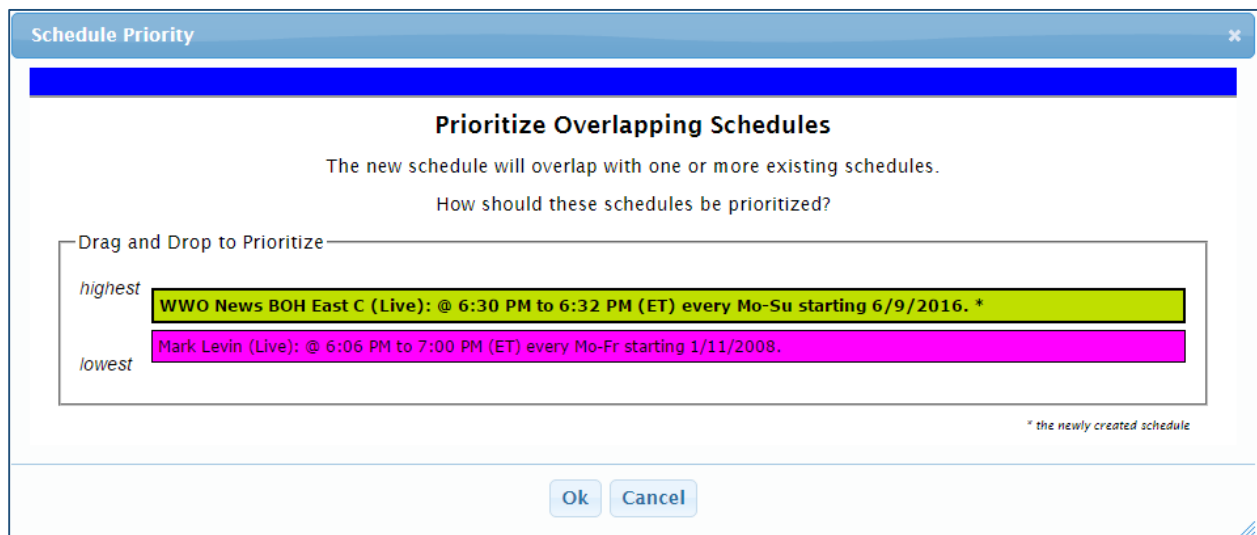 Schedule Priority
Prioritize Overlapping Schedules
The new schedule will overlap with one or more existing schedules.
How should these schedules be prioritized?
Drag and Drop to Prioritize
highest
WWO News BOH East C (Live): @ 6:30 PM to 6:32 PM (ET) every Mo-Su starting 6/9/2016. *
Mark Levin (Live): @ 6:06 PM to 7:00 PM (ET) every Mo-Fr starting 1/11/2008.
lowest
* the newly created schedule
Ok Cancel